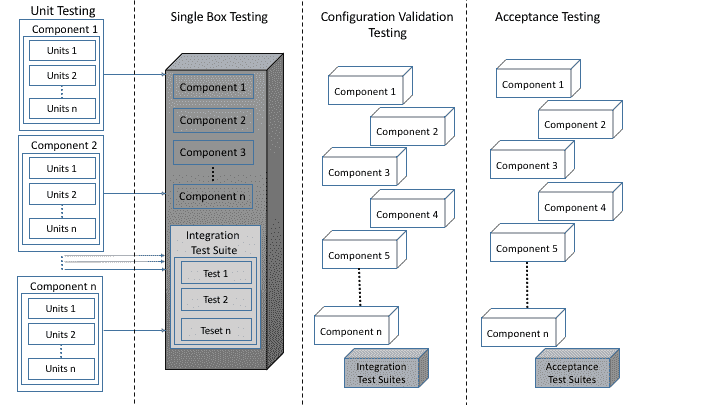 Unit Testing
Component 1
Units 1
Units 2
Units n
Component 2
Units 1
Units 2
Units n
Component n
Units 1
Units 2
Units n
Single Box Testing
Component 1
Component 2
Component 3
Component n
Integration
Test Suite
Test 1
Test 2
Teset n
Configuration Validation
Testing
Component 1
Component 2
Component 3
Component 4
Component 5
Component n
Integration
Test Suites
Acceptance Testing
Component 1
Component 2
Component 3
Component 4
Component 5
Component n
Acceptance
Test Suites